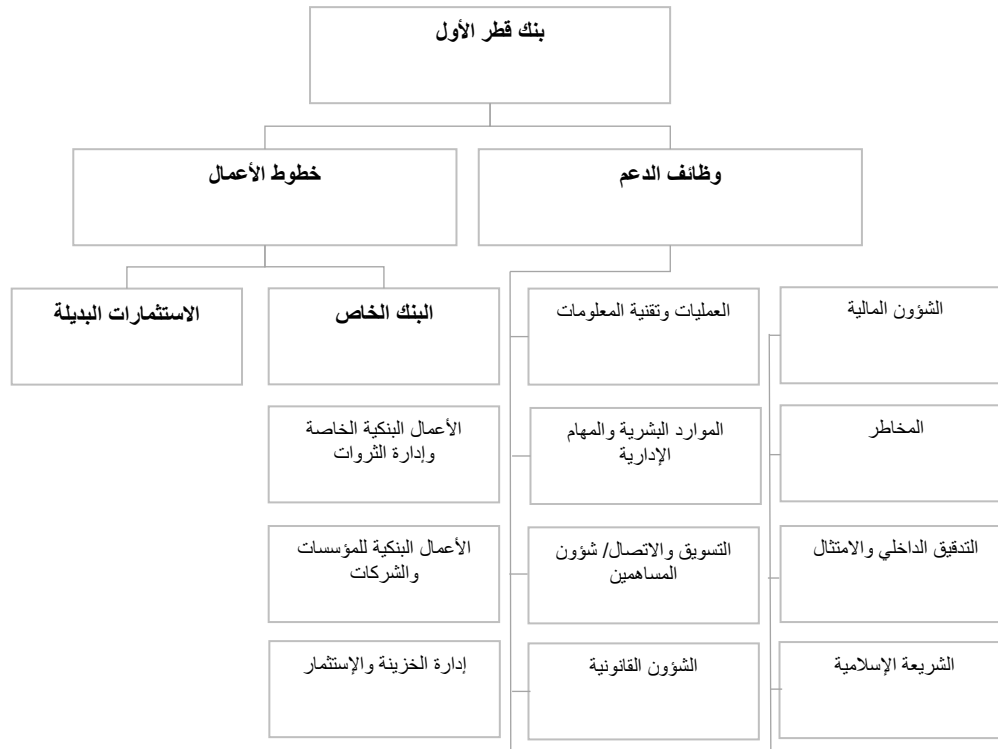 بنك قطر الأول
وظائف الدعم
خطوط الأعمال
الشؤون المالية
العمليات وتقنية المعلومات
البنك الخاص
الاستثمارات البديلة
المخاطر
الموارد البشرية والمهام
الإدارية
الأعمال البنكية الخاصة
وإدارة الثروات
التدقيق الداخلي والامتثال
التسويق والاتصال/ شؤون
المساهمين
الأعمال البنكية للمؤسسات
والشركات
الشريعة الإسلامية
الشؤون القانونية
إدارة الخزينة والإستثمار